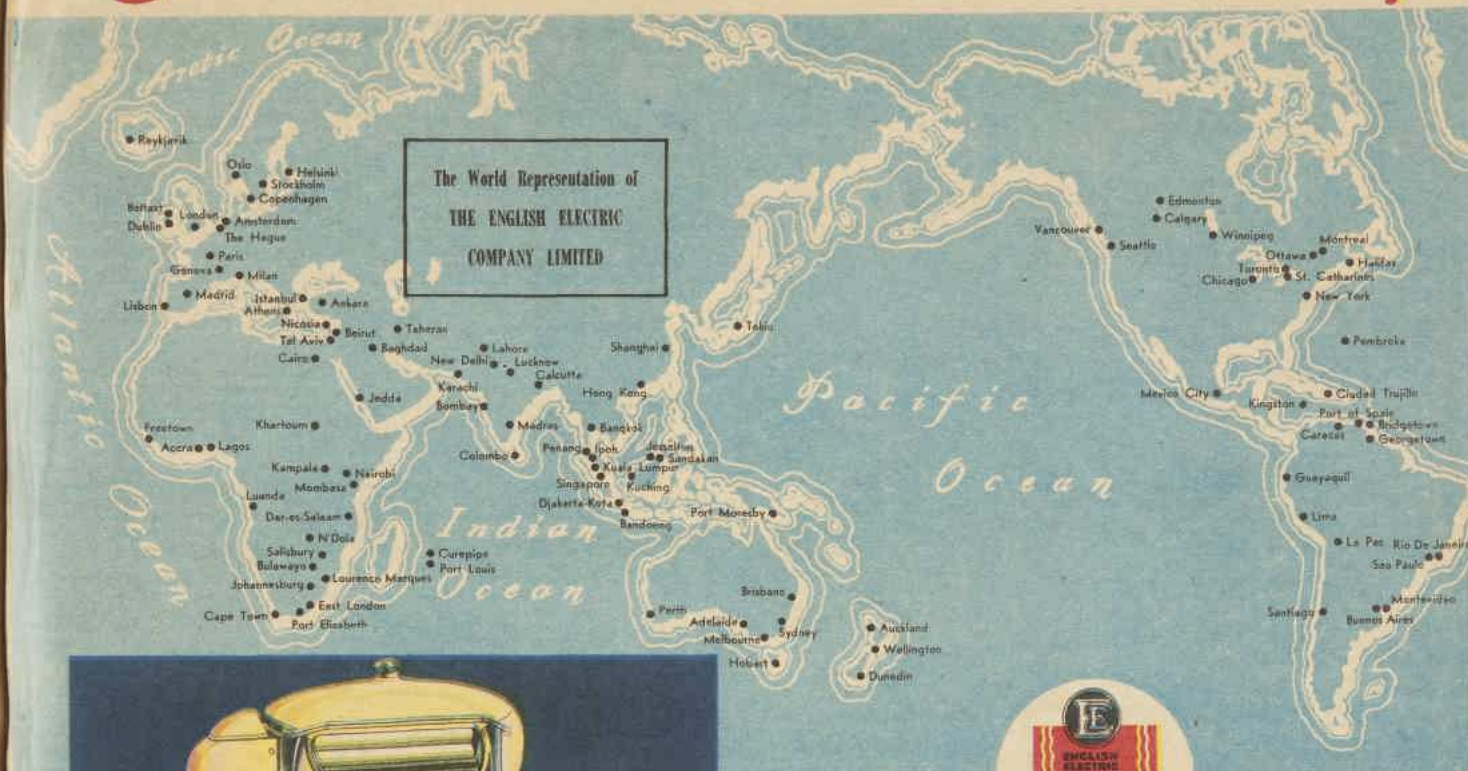 Arctic Ocean
Reykjavik
Oslo
Helsinki
Stockholm
Copenhagen
Belfast
Dublin
London
Amsterdam
The Hague
Paris
Geneva
Milan
Madrid
Lisbon
Istanbul
Ankara
Athens
Nicosia
Beirut
Tel Aviv
Cairo
Teheran
Baghdad
Jedda
The World Representation of
THE ENGLISH ELECTRIC
COMPANY LIMITED
Lahore
New Delhi
Lucknow
Calcutta
Karachi
Bombay
Madras
Colombo
Shanghai
Tokio
Hong Kong
Bangkok
Penang
Ipoh
Jesselton
Sandakan
Kuala Lumpur
Singapore
Kuching
Djakarta-Kota
Bandoeng
Port Moresby
Atlantic
Ocean
Freetown
Accra
Lagos
Khartoum
Kampala
Nairobi
Mombasa
Luanda
Dar-es-Salaam
N'Dola
Salisbury
Bulawayo
Johannesburg
Lourenco Marques
Cape Town
East London
Port Elizabeth
Curepipe
Port Louis
Indian
Ocean
Perth
Adelaide
Melbourne
Brisbane
Sydney
Hobart
Auckland
Wellington
Dunedin
Pacific
Ocean
Vancouver
Seattle
Edmonton
Calgary
Winnipeg
Montreal
Ottawa
Halifax
Toronto
St. Catharines
Chicago
New York
Pembroke
Mexico City
Ciudad Trujillo
Kingston
Port of Spain
Bridgetown
Caracas
Georgetown
Guayaquil
Lima
La Paz
Rio De Janeiro
Sao Paulo
Santiago
Montevideo
Buenos Aires
EE
ENGLISH
ELECTRIC